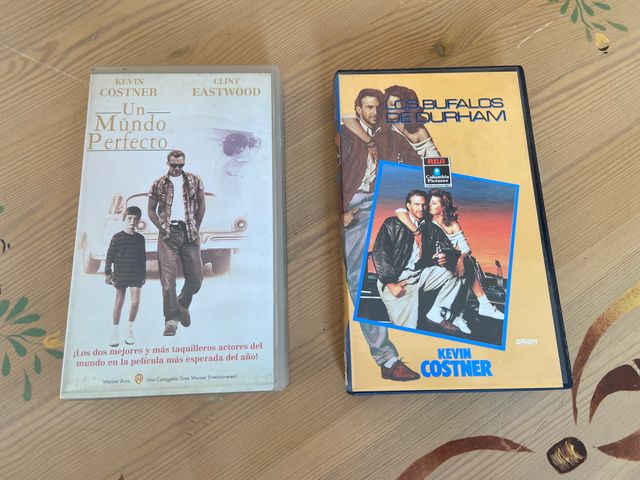 KEVIN
COSTNER
CLINT
EASTWOOD
Un
Mundo
Perfecto
¡Los dos mejores y más taquilleros actores del
mundo en la película más esperada del año!
Warner Bros.
Una Compañía Time Warner Entertainment
LOS BUFALOS
DE DURHAM
RCA
Columbia
Pictures
ORION
KEVIN
COSTNER